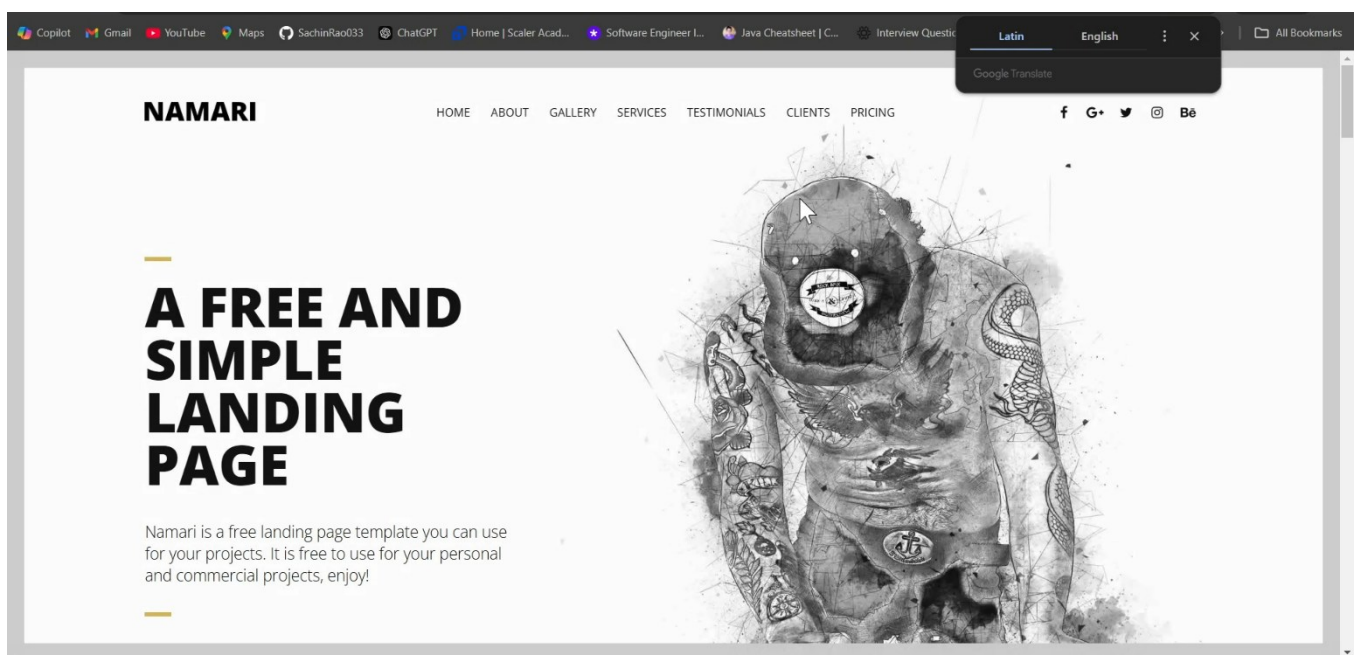 Copilot Gmail YouTube Maps SachinRao033 ChatGPT Home | Scaler Acad... Software Engineer I... Java Cheatsheet | C... Interview Questic All Bookmarks
Latin English
Google Translate
NAMARI
HOME ABOUT GALLERY SERVICES TESTIMONIALS CLIENTS PRICING
f G+ Bē
A FREE AND
SIMPLE
LANDING
PAGE
Namari is a free landing page template you can use
for your projects. It is free to use for your personal
and commercial projects, enjoy!